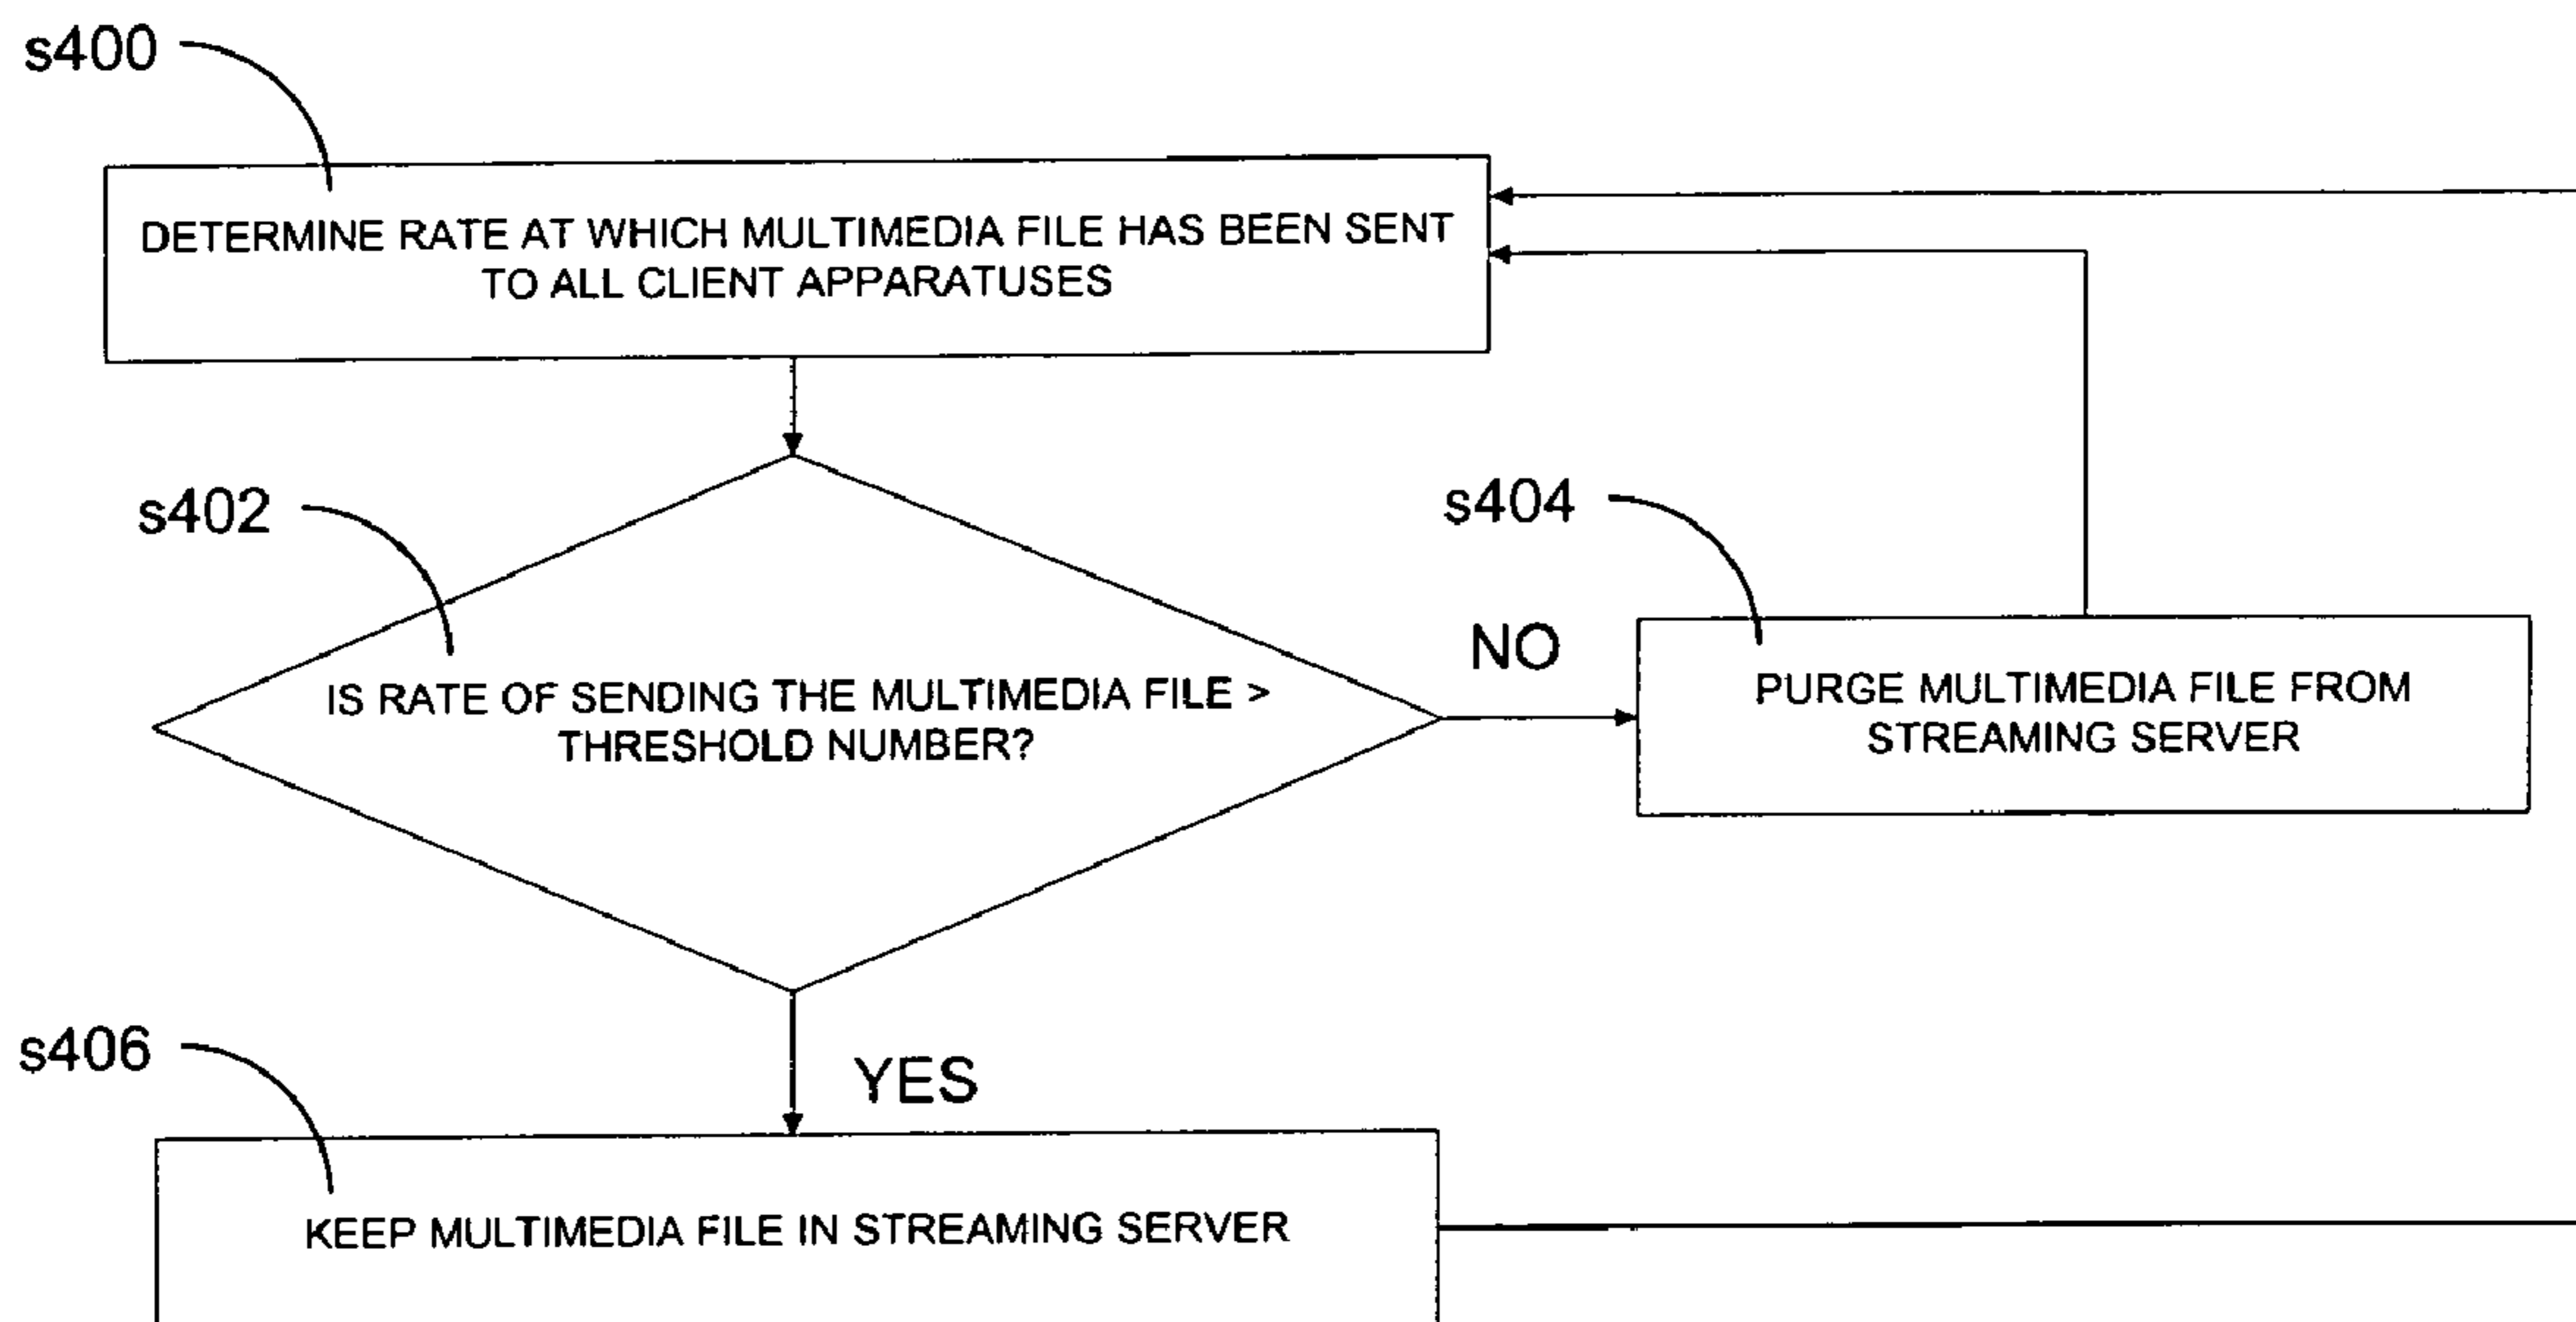 s400
DETERMINE RATE AT WHICH MULTIMEDIA FILE HAS BEEN SENT
TO ALL CLIENT APPARATUSES
s402
IS RATE OF SENDING THE MULTIMEDIA FILE >
THRESHOLD NUMBER?
NO
s404
PURGE MULTIMEDIA FILE FROM
STREAMING SERVER
YES
s406
KEEP MULTIMEDIA FILE IN STREAMING SERVER